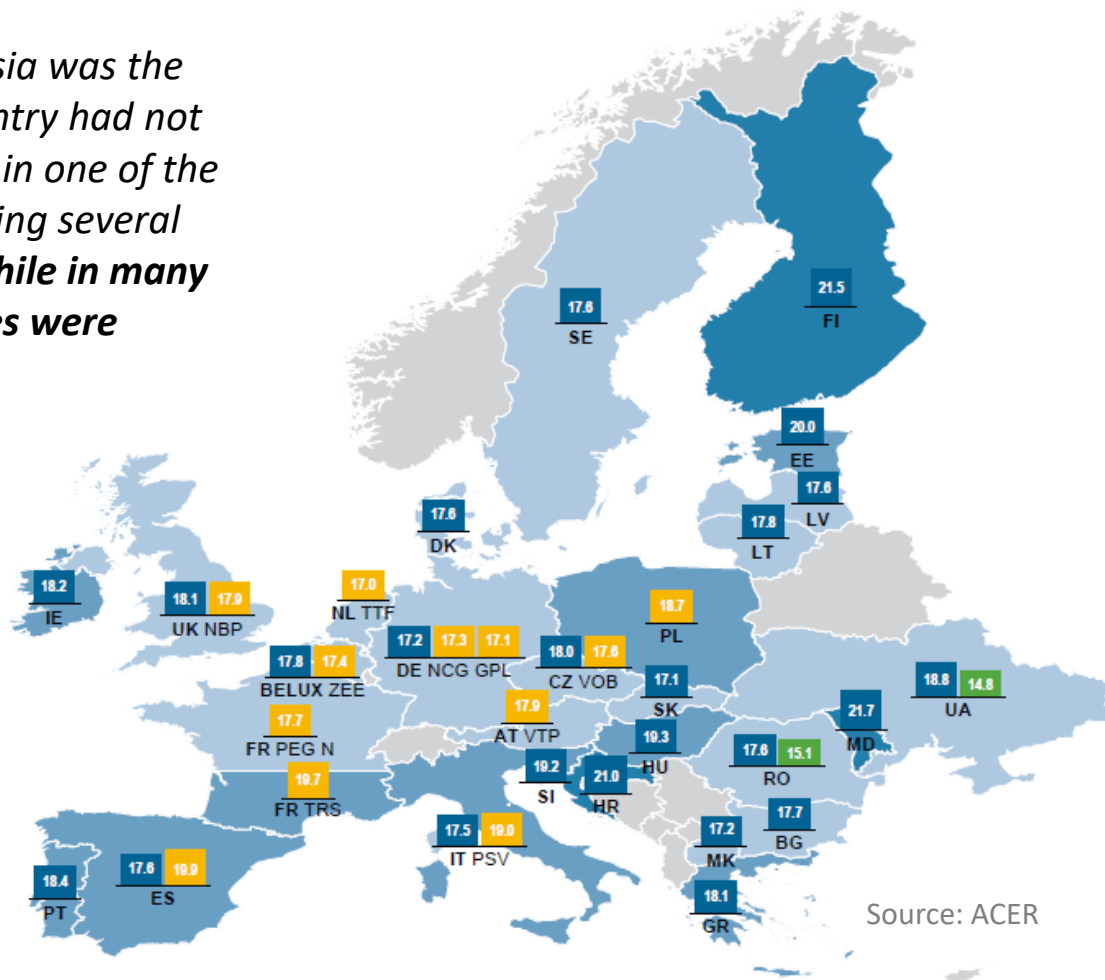 sia was the
ntry had not
in one of the
ing several
hile in many
es were
21.5
FI
17.6
SE
20.0
EE
17.6
LV
17.8
LT
17.6
DK
18.2
IE
18.1 17.9
UK NBP
17.0
NL TTF
17.2 17.3 17.1
DE NCG GPL
18.7
PL
17.8 17.4
BELUX ZEE
18.0 17.6
CZ VOB
17.1
SK
18.8 14.8
UA
17.7
FR PEG N
17.9
AT VTP
19.3
HU
21.7
MD
17.6 15.1
RO
19.7
FR TRS
19.2
SI
21.0
HR
17.5 19.0
IT PSV
17.2
MK
17.7
BG
18.4
PT
17.6 19.9
ES
18.1
GR
Source: ACER